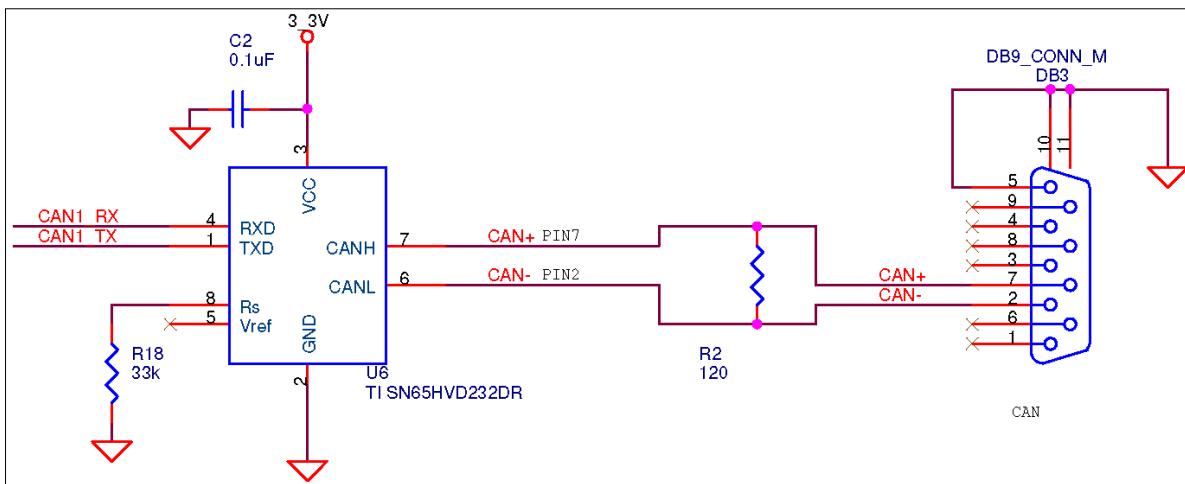 3_3V
C2
0.1uF
DB9_CONN_M
DB3
3
VCC
10
11
5
9
4
8
3
7
2
6
1
CAN1_RX
4
RXD
CAN1_TX
1
TXD
CANH
7
CAN+ PIN7
CANL
6
CAN- PIN2
CAN+
CAN-
8
Rs
5
Vref
GND
2
R18
33k
U6
TI SN65HVD232DR
R2
120
CAN